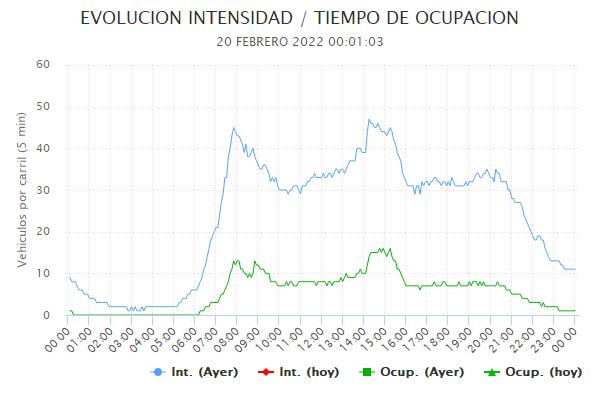 EVOLUCION INTENSIDAD / TIEMPO DE OCUPACION
20 FEBRERO 2022 00:01:03
Vehiculos por carril (5 min)
60
50
40
30
20
10
0
00:00 01:00 02:00 03:00 04:00 05:00 06:00 07:00 08:00 09:00 10:00 11:00 12:00 13:00 14:00 15:00 16:00 17:00 18:00 19:00 20:00 21:00 22:00 23:00 00:00
Int. (Ayer) Int. (hoy) Ocup. (Ayer) Ocup. (hoy)